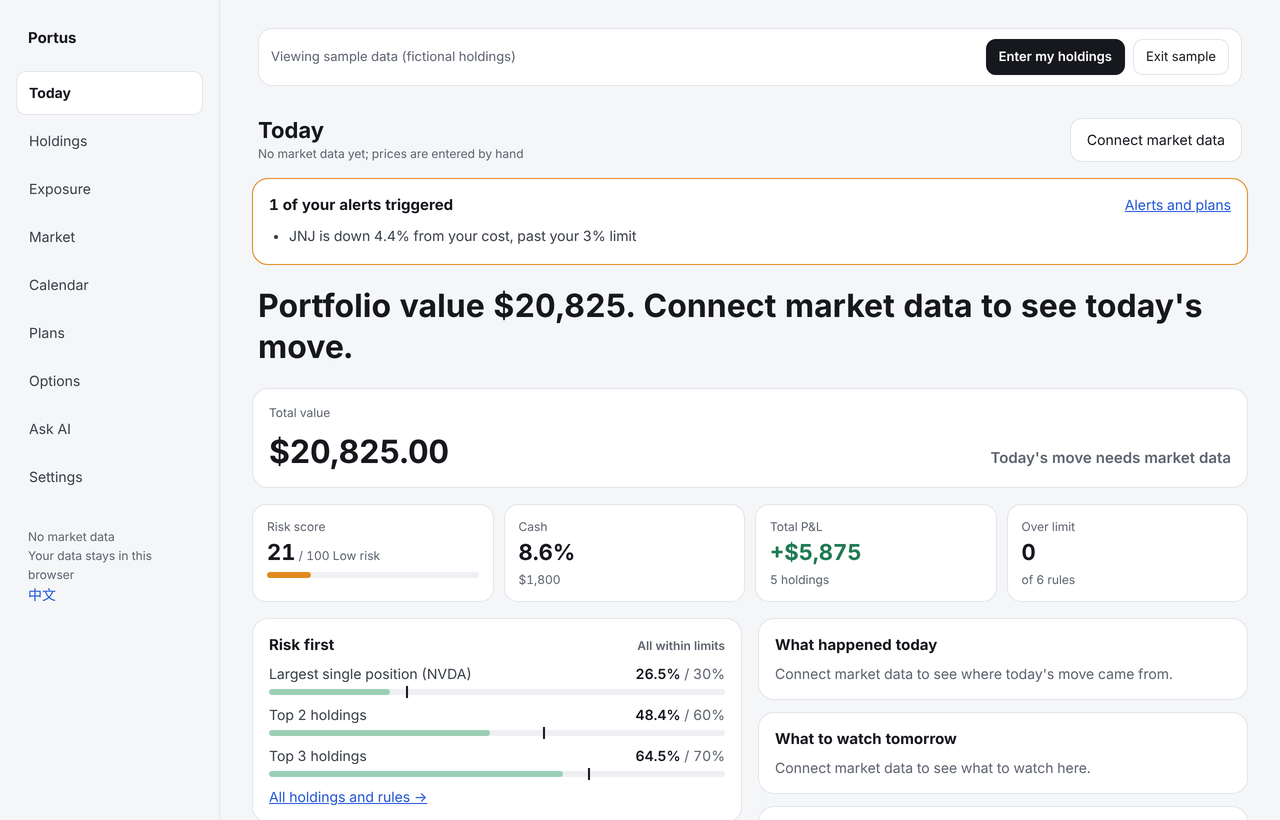 Portus
Today
Holdings
Exposure
Market
Calendar
Plans
Options
Ask AI
Settings
No market data
Your data stays in this
browser
中文
Viewing sample data (fictional holdings)
Enter my holdings
Exit sample
Today
No market data yet; prices are entered by hand
Connect market data
1 of your alerts triggered
Alerts and plans
• JNJ is down 4.4% from your cost, past your 3% limit
Portfolio value $20,825. Connect market data to see today's
move.
Total value
$20,825.00
Today's move needs market data
Risk score
21 / 100 Low risk
Cash
8.6%
$1,800
Total P&L
+$5,875
5 holdings
Over limit
0
of 6 rules
Risk first
All within limits
Largest single position (NVDA)
26.5% / 30%
Top 2 holdings
48.4% / 60%
Top 3 holdings
64.5% / 70%
All holdings and rules →
What happened today
Connect market data to see where today's move came from.
What to watch tomorrow
Connect market data to see what to watch here.